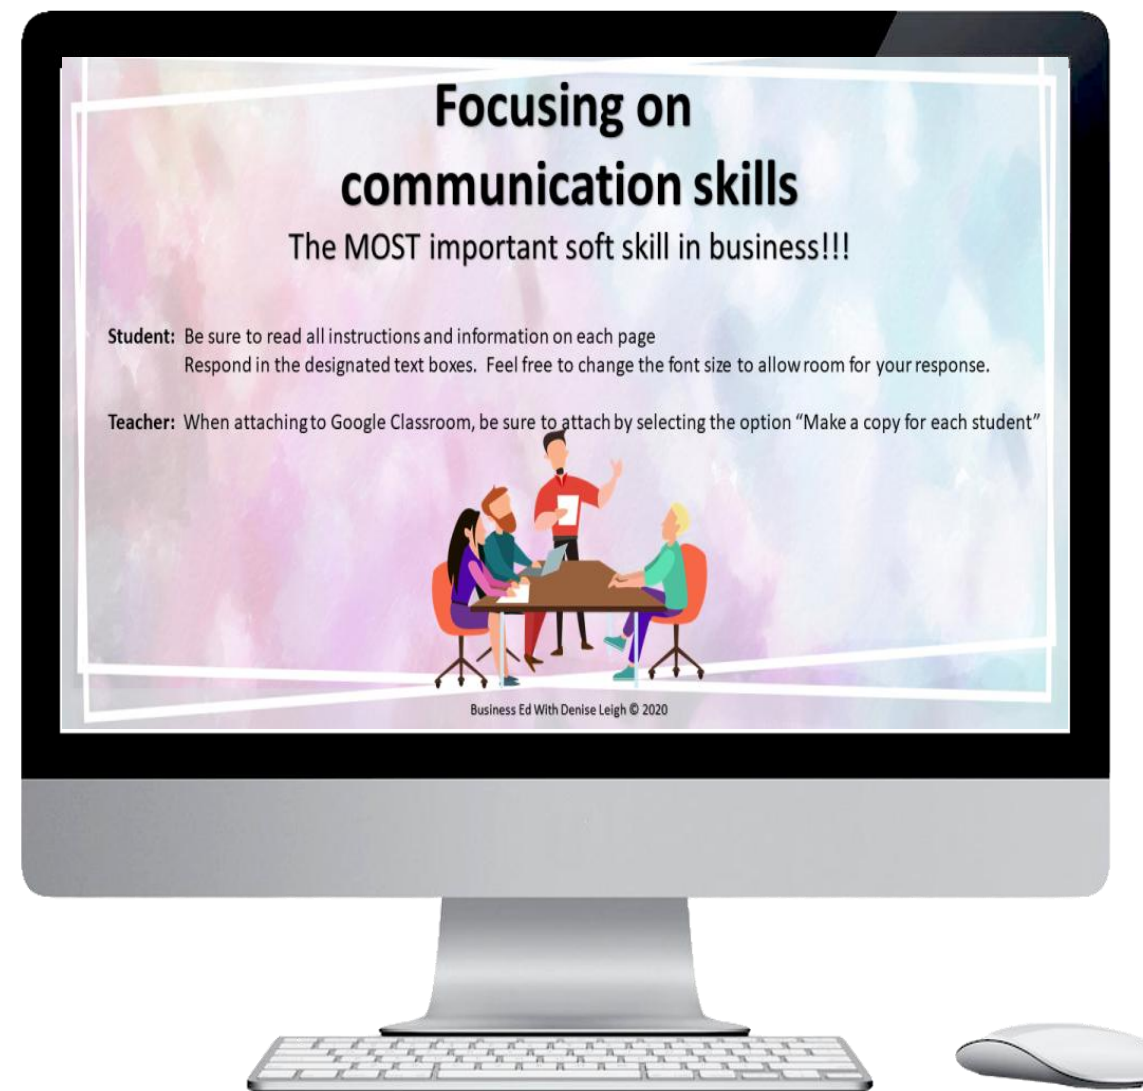 Focusing on
communication skills
The MOST important soft skill in business!!!
Student: Be sure to read all instructions and information on each page
Respond in the designated text boxes. Feel free to change the font size to allow room for your response.
Teacher: When attaching to Google Classroom, be sure to attach by selecting the option “Make a copy for each student”
Business Ed With Denise Leigh © 2020